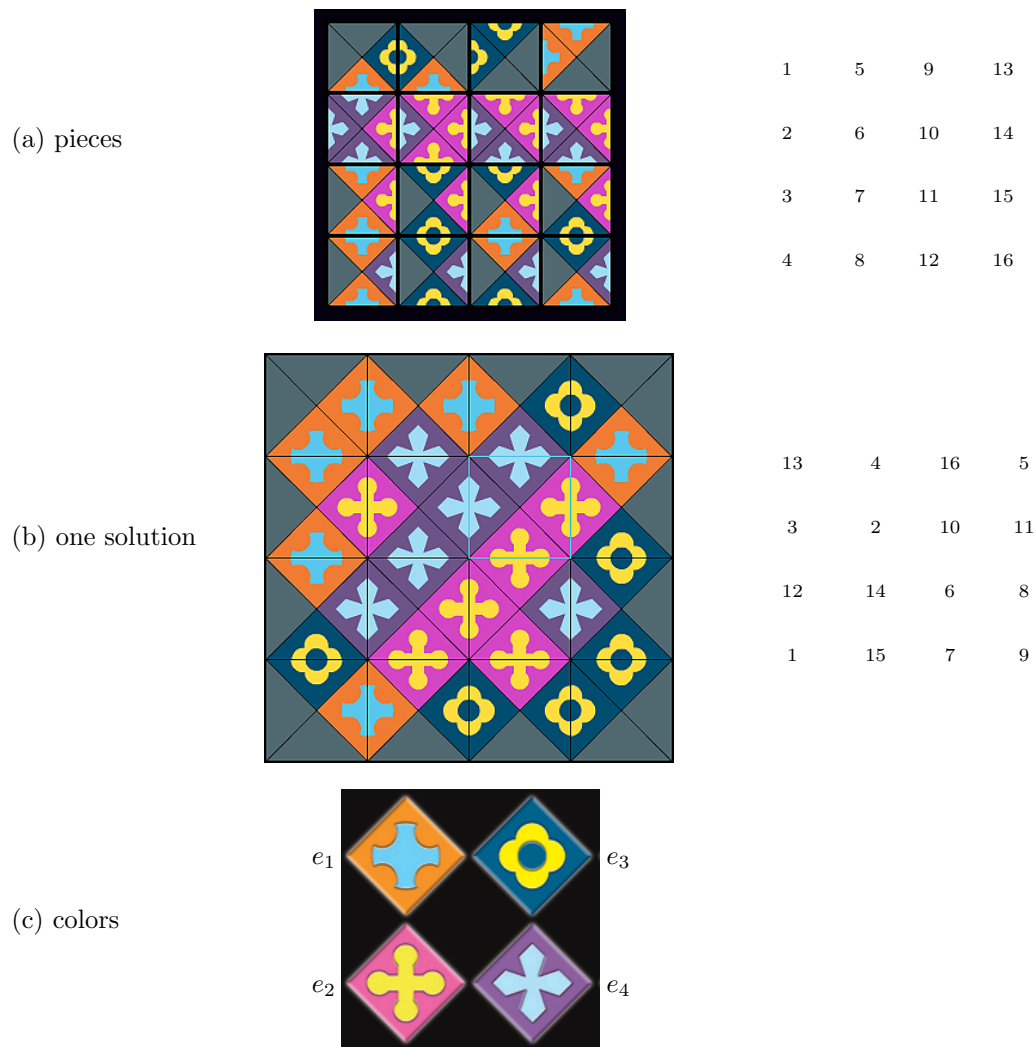 1 5 9 13
(a) pieces
2 6 10 14
3 7 11 15
4 8 12 16
13 4 16 5
(b) one solution
3 2 10 11
12 14 6 8
1 15 7 9
e₁ e₃
(c) colors
e₂ e₄